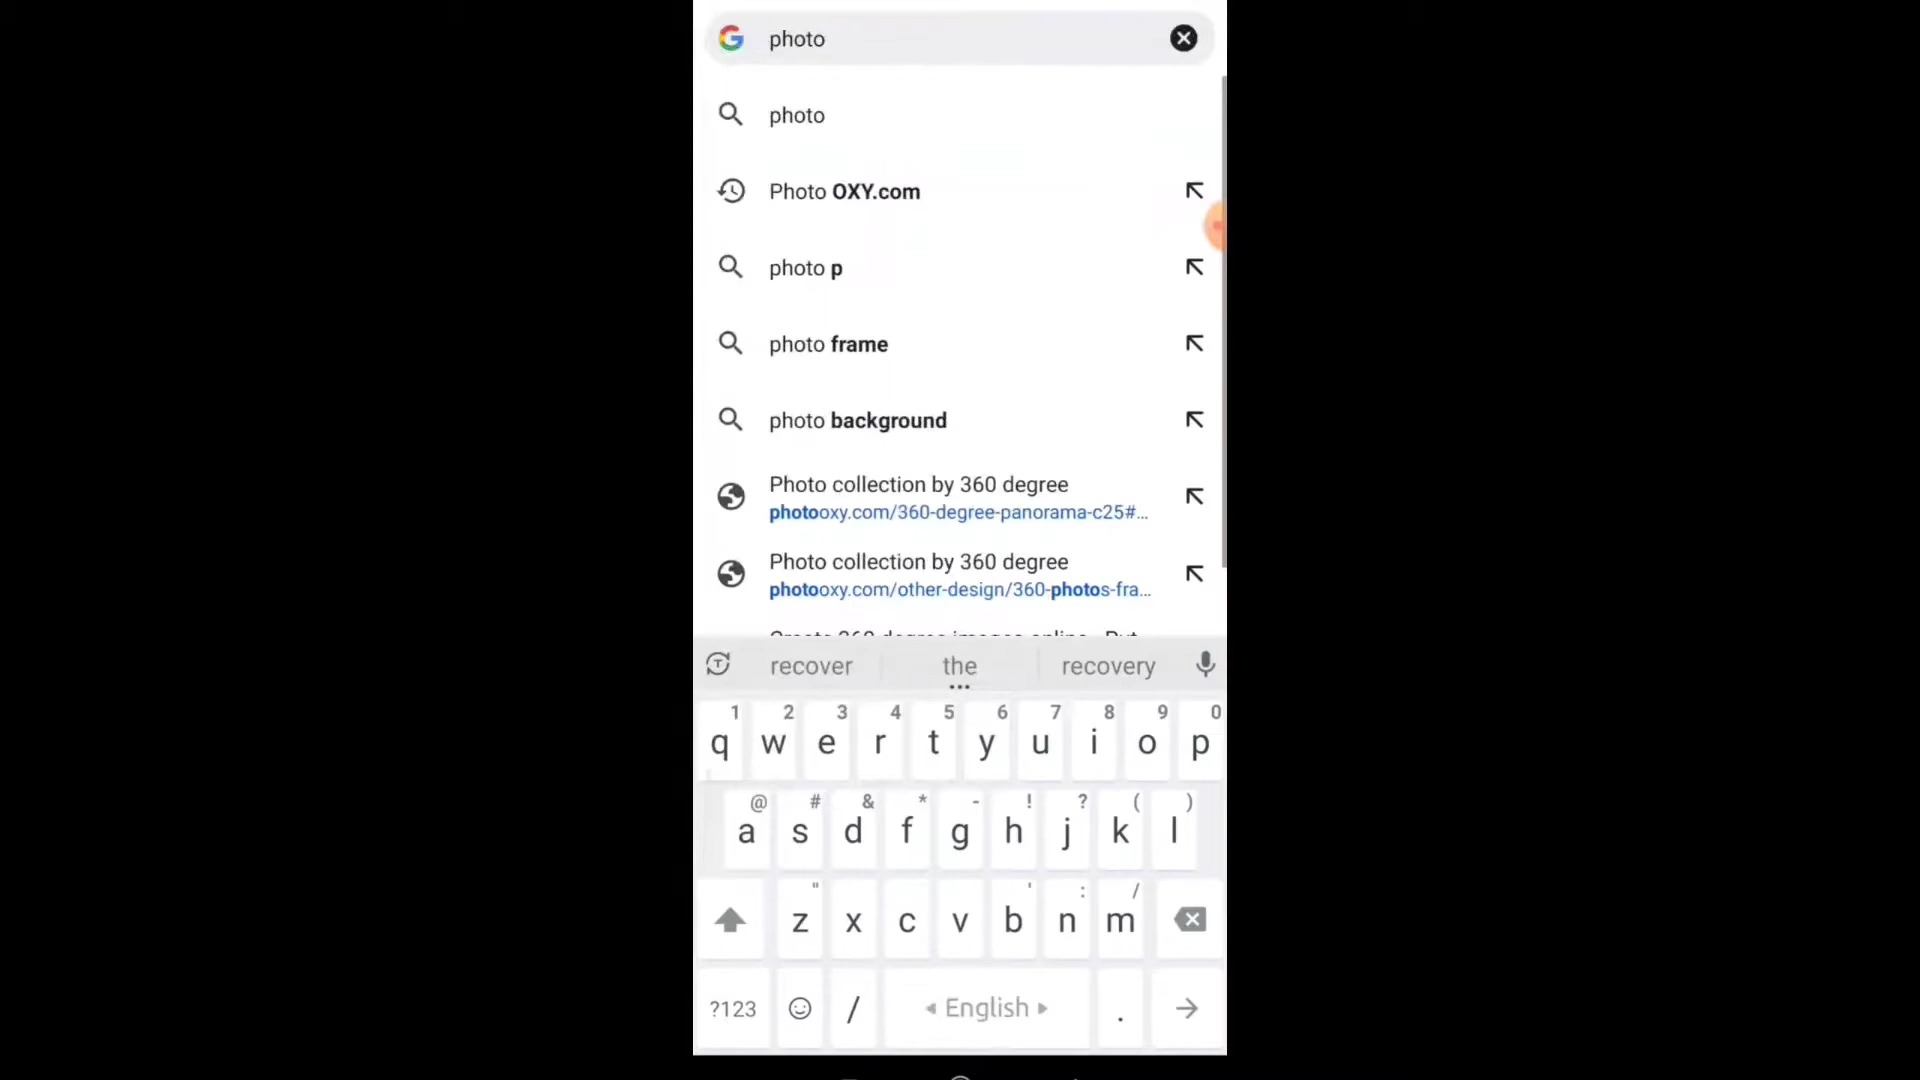 photo
photo
Photo OXY.com
photo p
photo frame
photo background
Photo collection by 360 degree
photooxy.com/360-degree-panorama-c25#...
Photo collection by 360 degree
photooxy.com/other-design/360-photos-fra...
recover the recovery
1 2 3 4 5 6 7 8 9 0
q w e r t y u i o p
@ # & * - ! ? ( )
a s d f g h j k l
" ' : /
z x c v b n m
?123 / English .